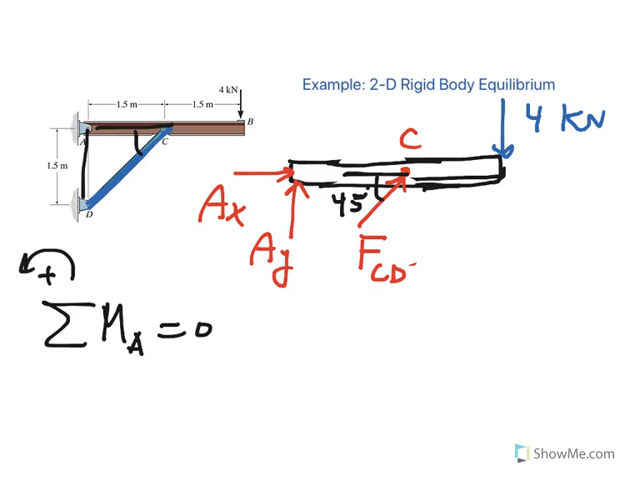 Example: 2-D Rigid Body Equilibrium
4 kN
1.5 m
1.5 m
B
A
C
1.5 m
D
4 KN
C
45°
Ax
Ay
FCD
+
ΣMA = 0
ShowMe.com